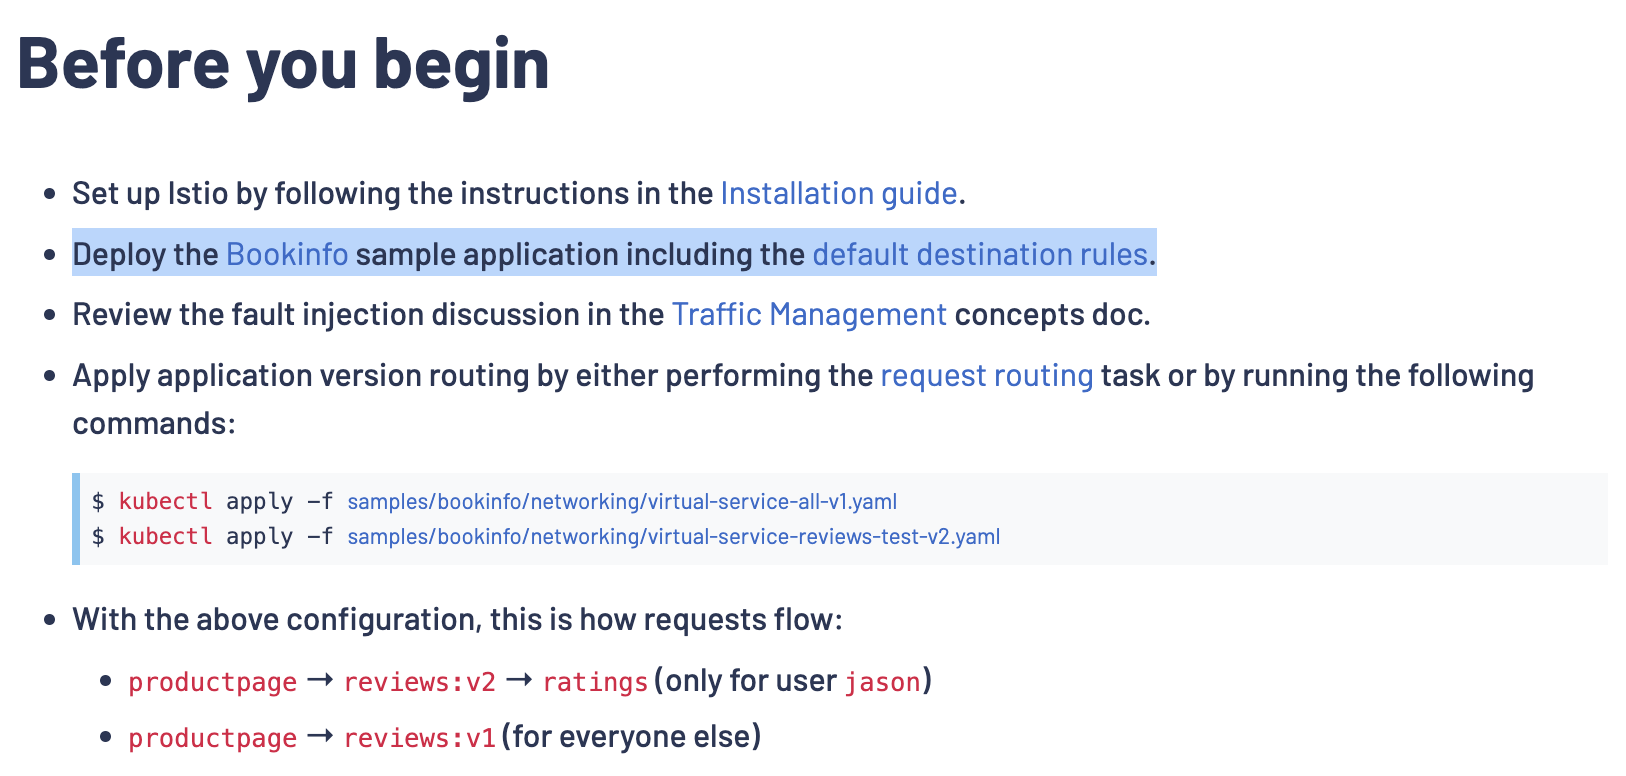 Before you begin
• Set up Istio by following the instructions in the Installation guide.
• Deploy the Bookinfo sample application including the default destination rules.
• Review the fault injection discussion in the Traffic Management concepts doc.
• Apply application version routing by either performing the request routing task or by running the following
commands:
$ kubectl apply -f samples/bookinfo/networking/virtual-service-all-v1.yaml
$ kubectl apply -f samples/bookinfo/networking/virtual-service-reviews-test-v2.yaml
• With the above configuration, this is how requests flow:
• productpage → reviews:v2 → ratings (only for user jason)
• productpage → reviews:v1 (for everyone else)